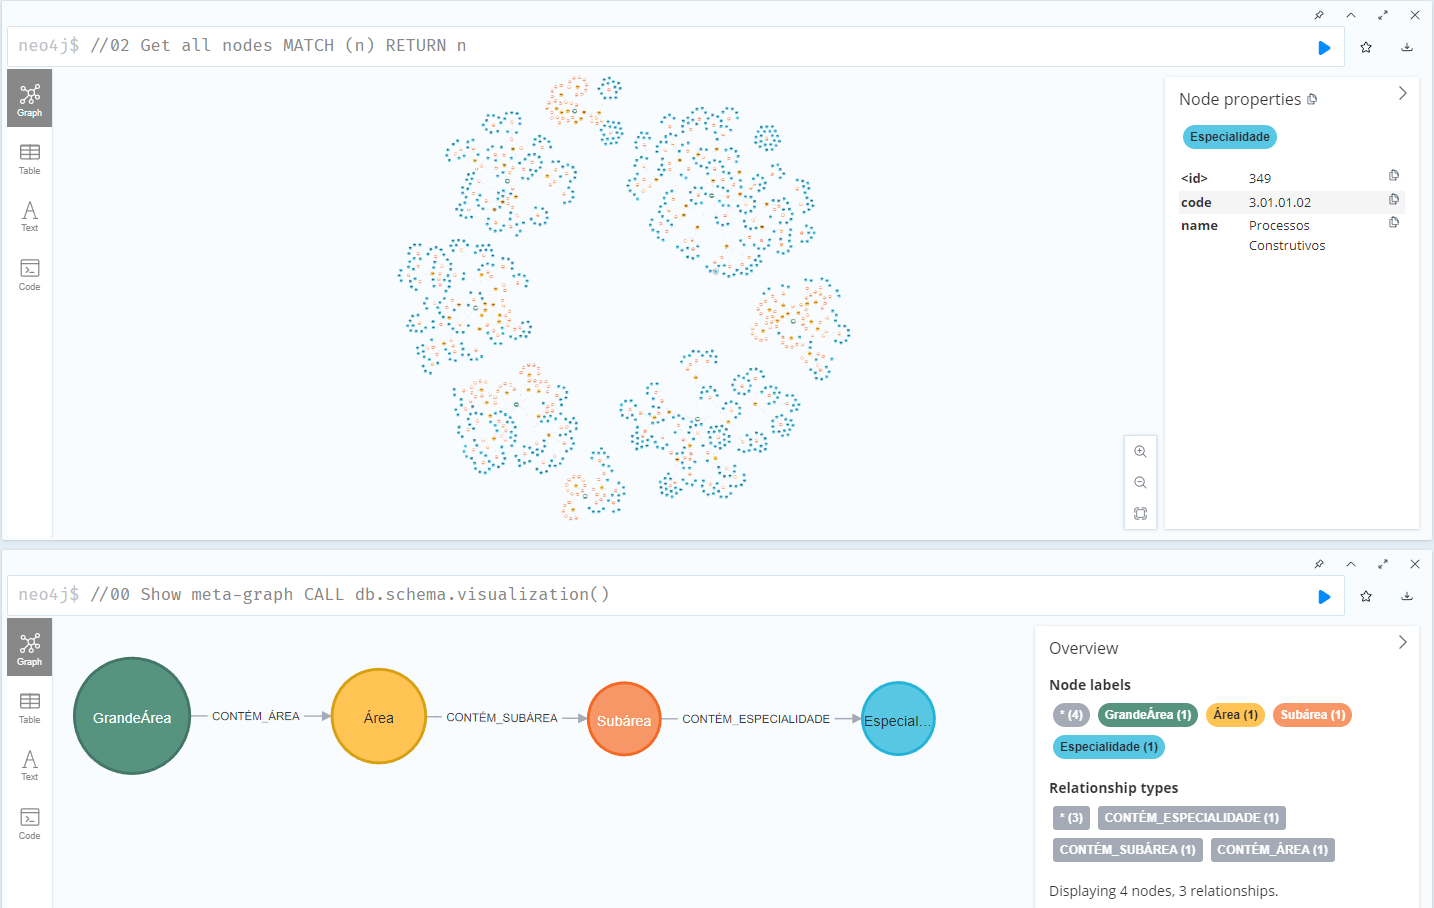 neo4j$ //02 Get all nodes MATCH (n) RETURN n
Graph
Table
Text
Code
Node properties
Especialidade
<id> 349
code 3.01.01.02
name Processos
Construtivos
neo4j$ //00 Show meta-graph CALL db.schema.visualization()
Graph
Table
Text
Code
GrandeÁrea
CONTÉM_ÁREA
Área
CONTÉM_SUBÁREA
Subárea
CONTÉM_ESPECIALIDADE
Especial...
Overview
Node labels
* (4) GrandeÁrea (1) Área (1) Subárea (1)
Especialidade (1)
Relationship types
* (3) CONTÉM_ESPECIALIDADE (1)
CONTÉM_SUBÁREA (1) CONTÉM_ÁREA (1)
Displaying 4 nodes, 3 relationships.